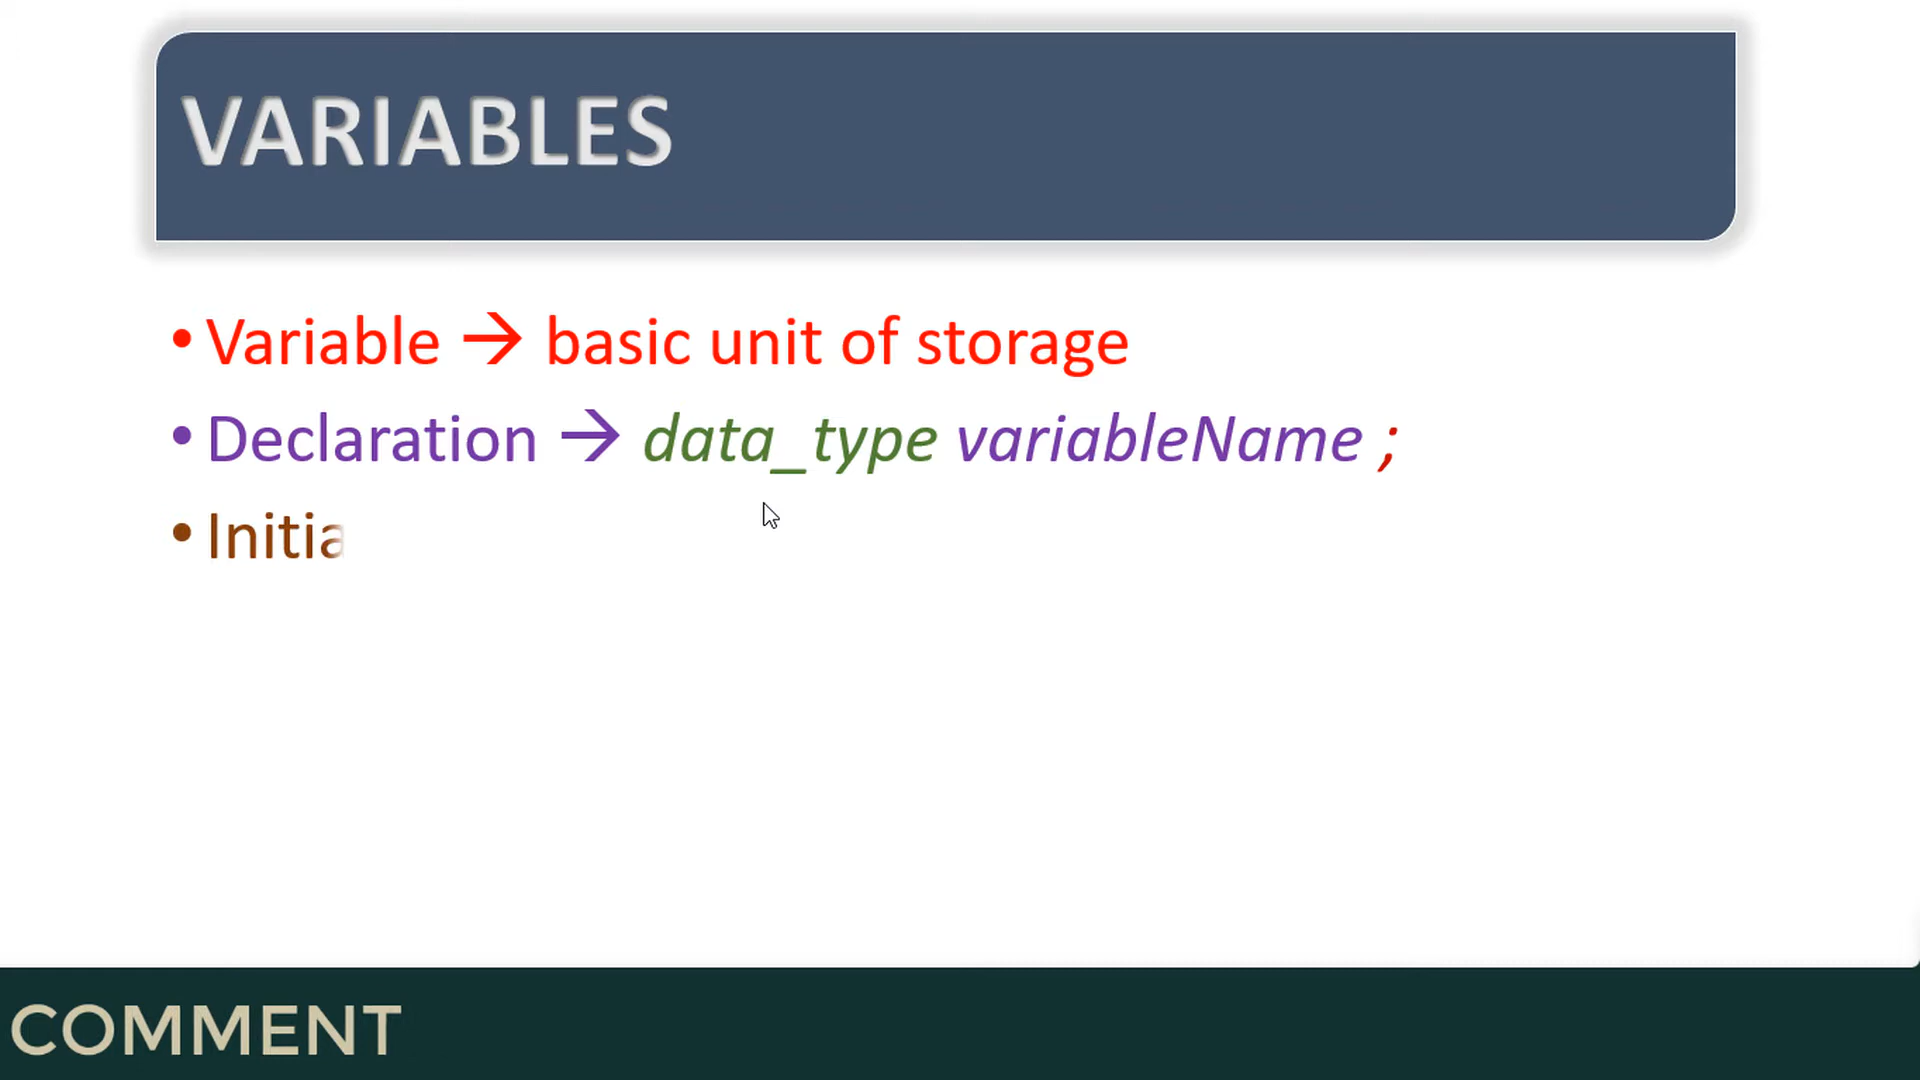 VARIABLES
• Variable → basic unit of storage
• Declaration → data_type variableName ;
• Initia
COMMENT